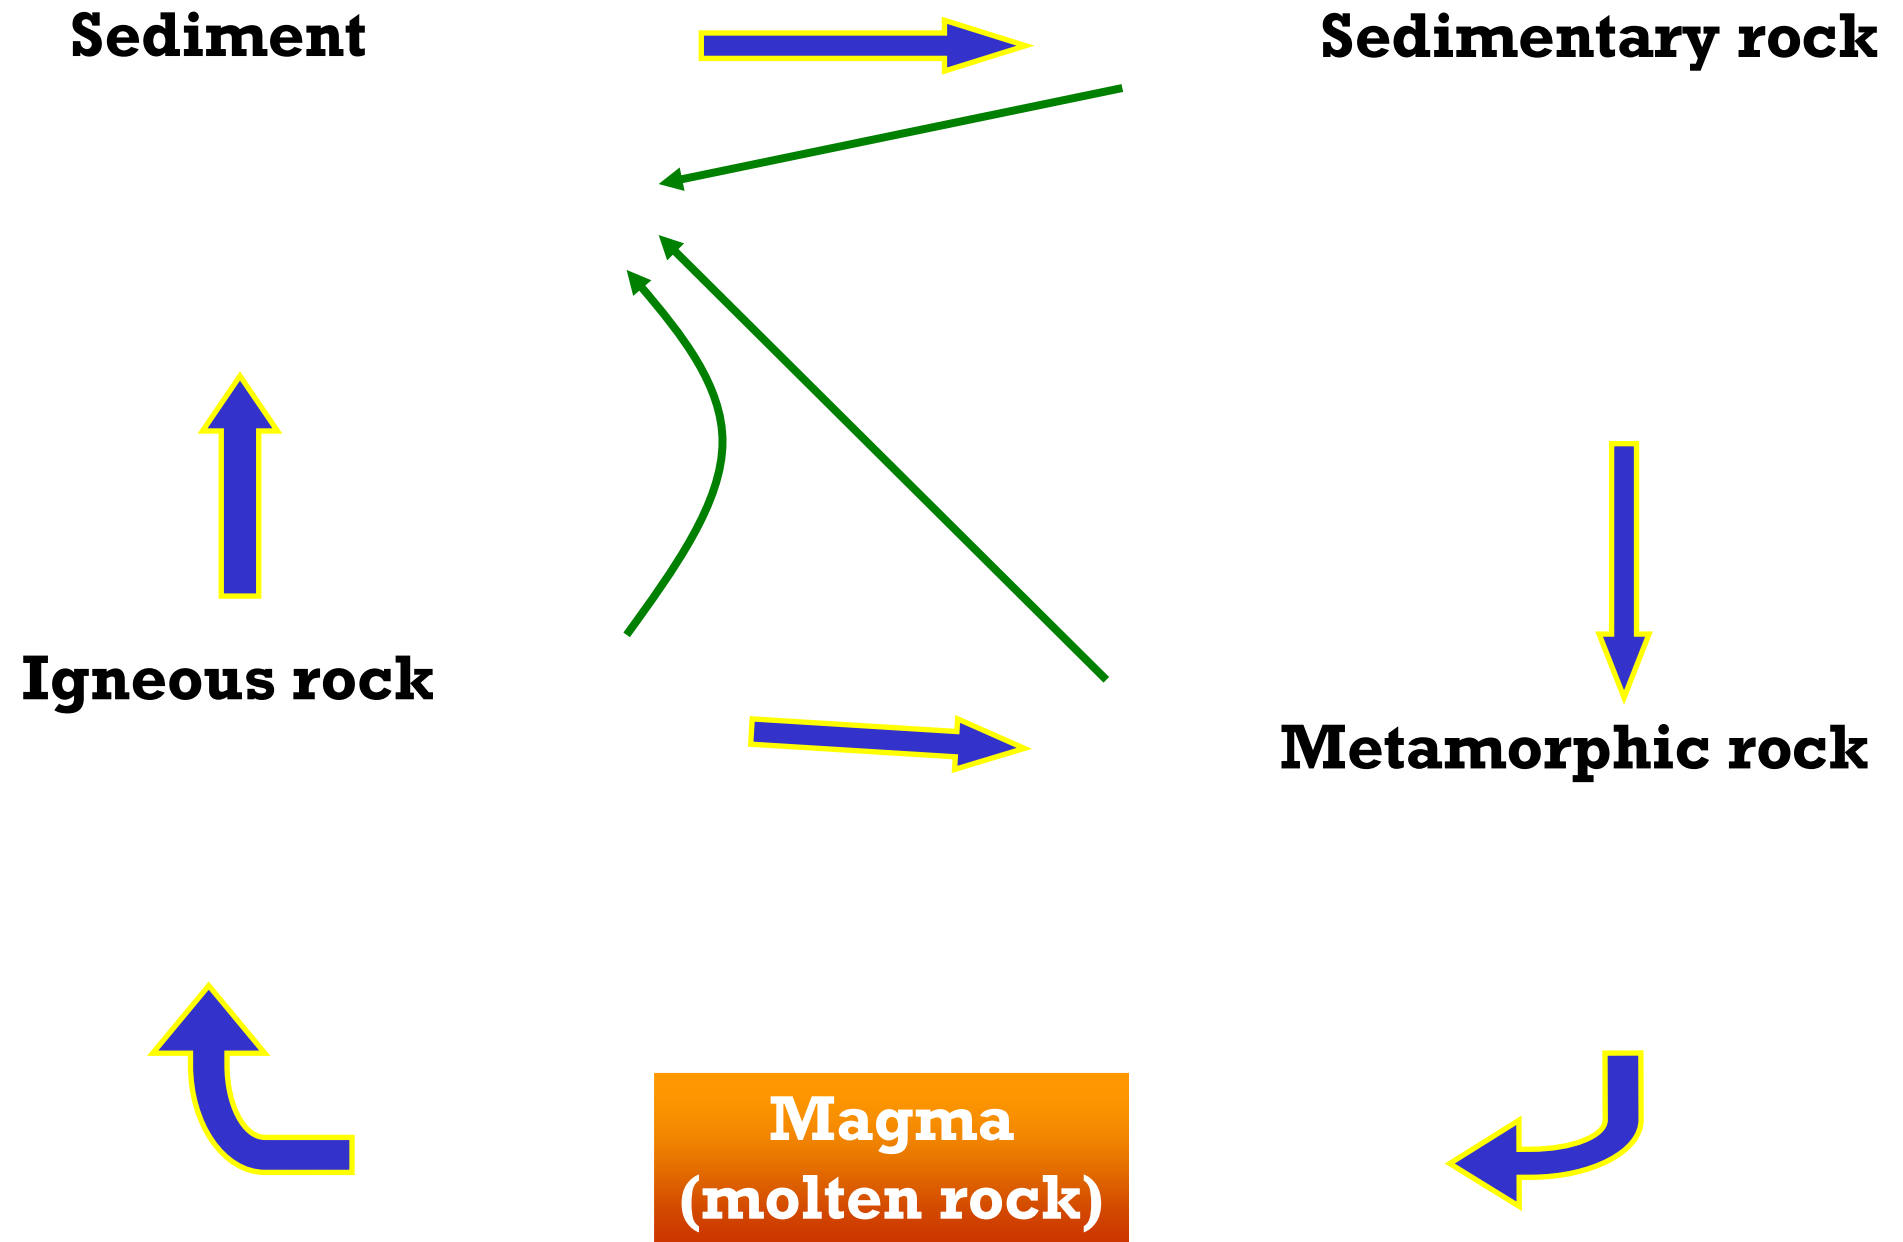 Sediment
Sedimentary rock
Igneous rock
Metamorphic rock
Magma
(molten rock)